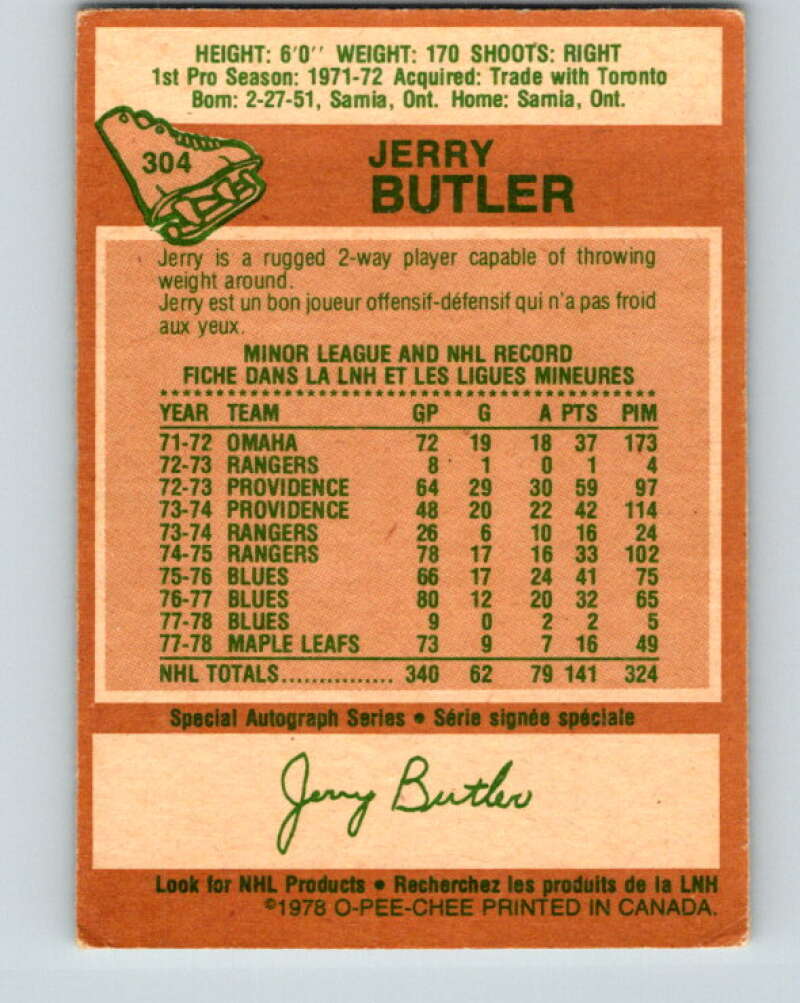 HEIGHT: 6'0'' WEIGHT: 170 SHOOTS: RIGHT
1st Pro Season: 1971-72 Acquired: Trade with Toronto
Born: 2-27-51, Sarnia, Ont. Home: Sarnia, Ont.
304
JERRY
BUTLER
Jerry is a rugged 2-way player capable of throwing
weight around.
Jerry est un bon joueur offensif-défensif qui n'a pas froid
aux yeux.
MINOR LEAGUE AND NHL RECORD
FICHE DANS LA LNH ET LES LIGUES MINEURES
YEAR TEAM GP G A PTS PIM
71-72 OMAHA 72 19 18 37 173
72-73 RANGERS 8 1 0 1 4
72-73 PROVIDENCE 64 29 30 59 97
73-74 PROVIDENCE 48 20 22 42 114
73-74 RANGERS 26 6 10 16 24
74-75 RANGERS 78 17 16 33 102
75-76 BLUES 66 17 24 41 75
76-77 BLUES 80 12 20 32 65
77-78 BLUES 9 0 2 2 5
77-78 MAPLE LEAFS 73 9 7 16 49
NHL TOTALS............... 340 62 79 141 324
Special Autograph Series • Série signée spéciale
Jerry Butler
Look for NHL Products • Recherchez les produits de la LNH
©1978 O-PEE-CHEE PRINTED IN CANADA.